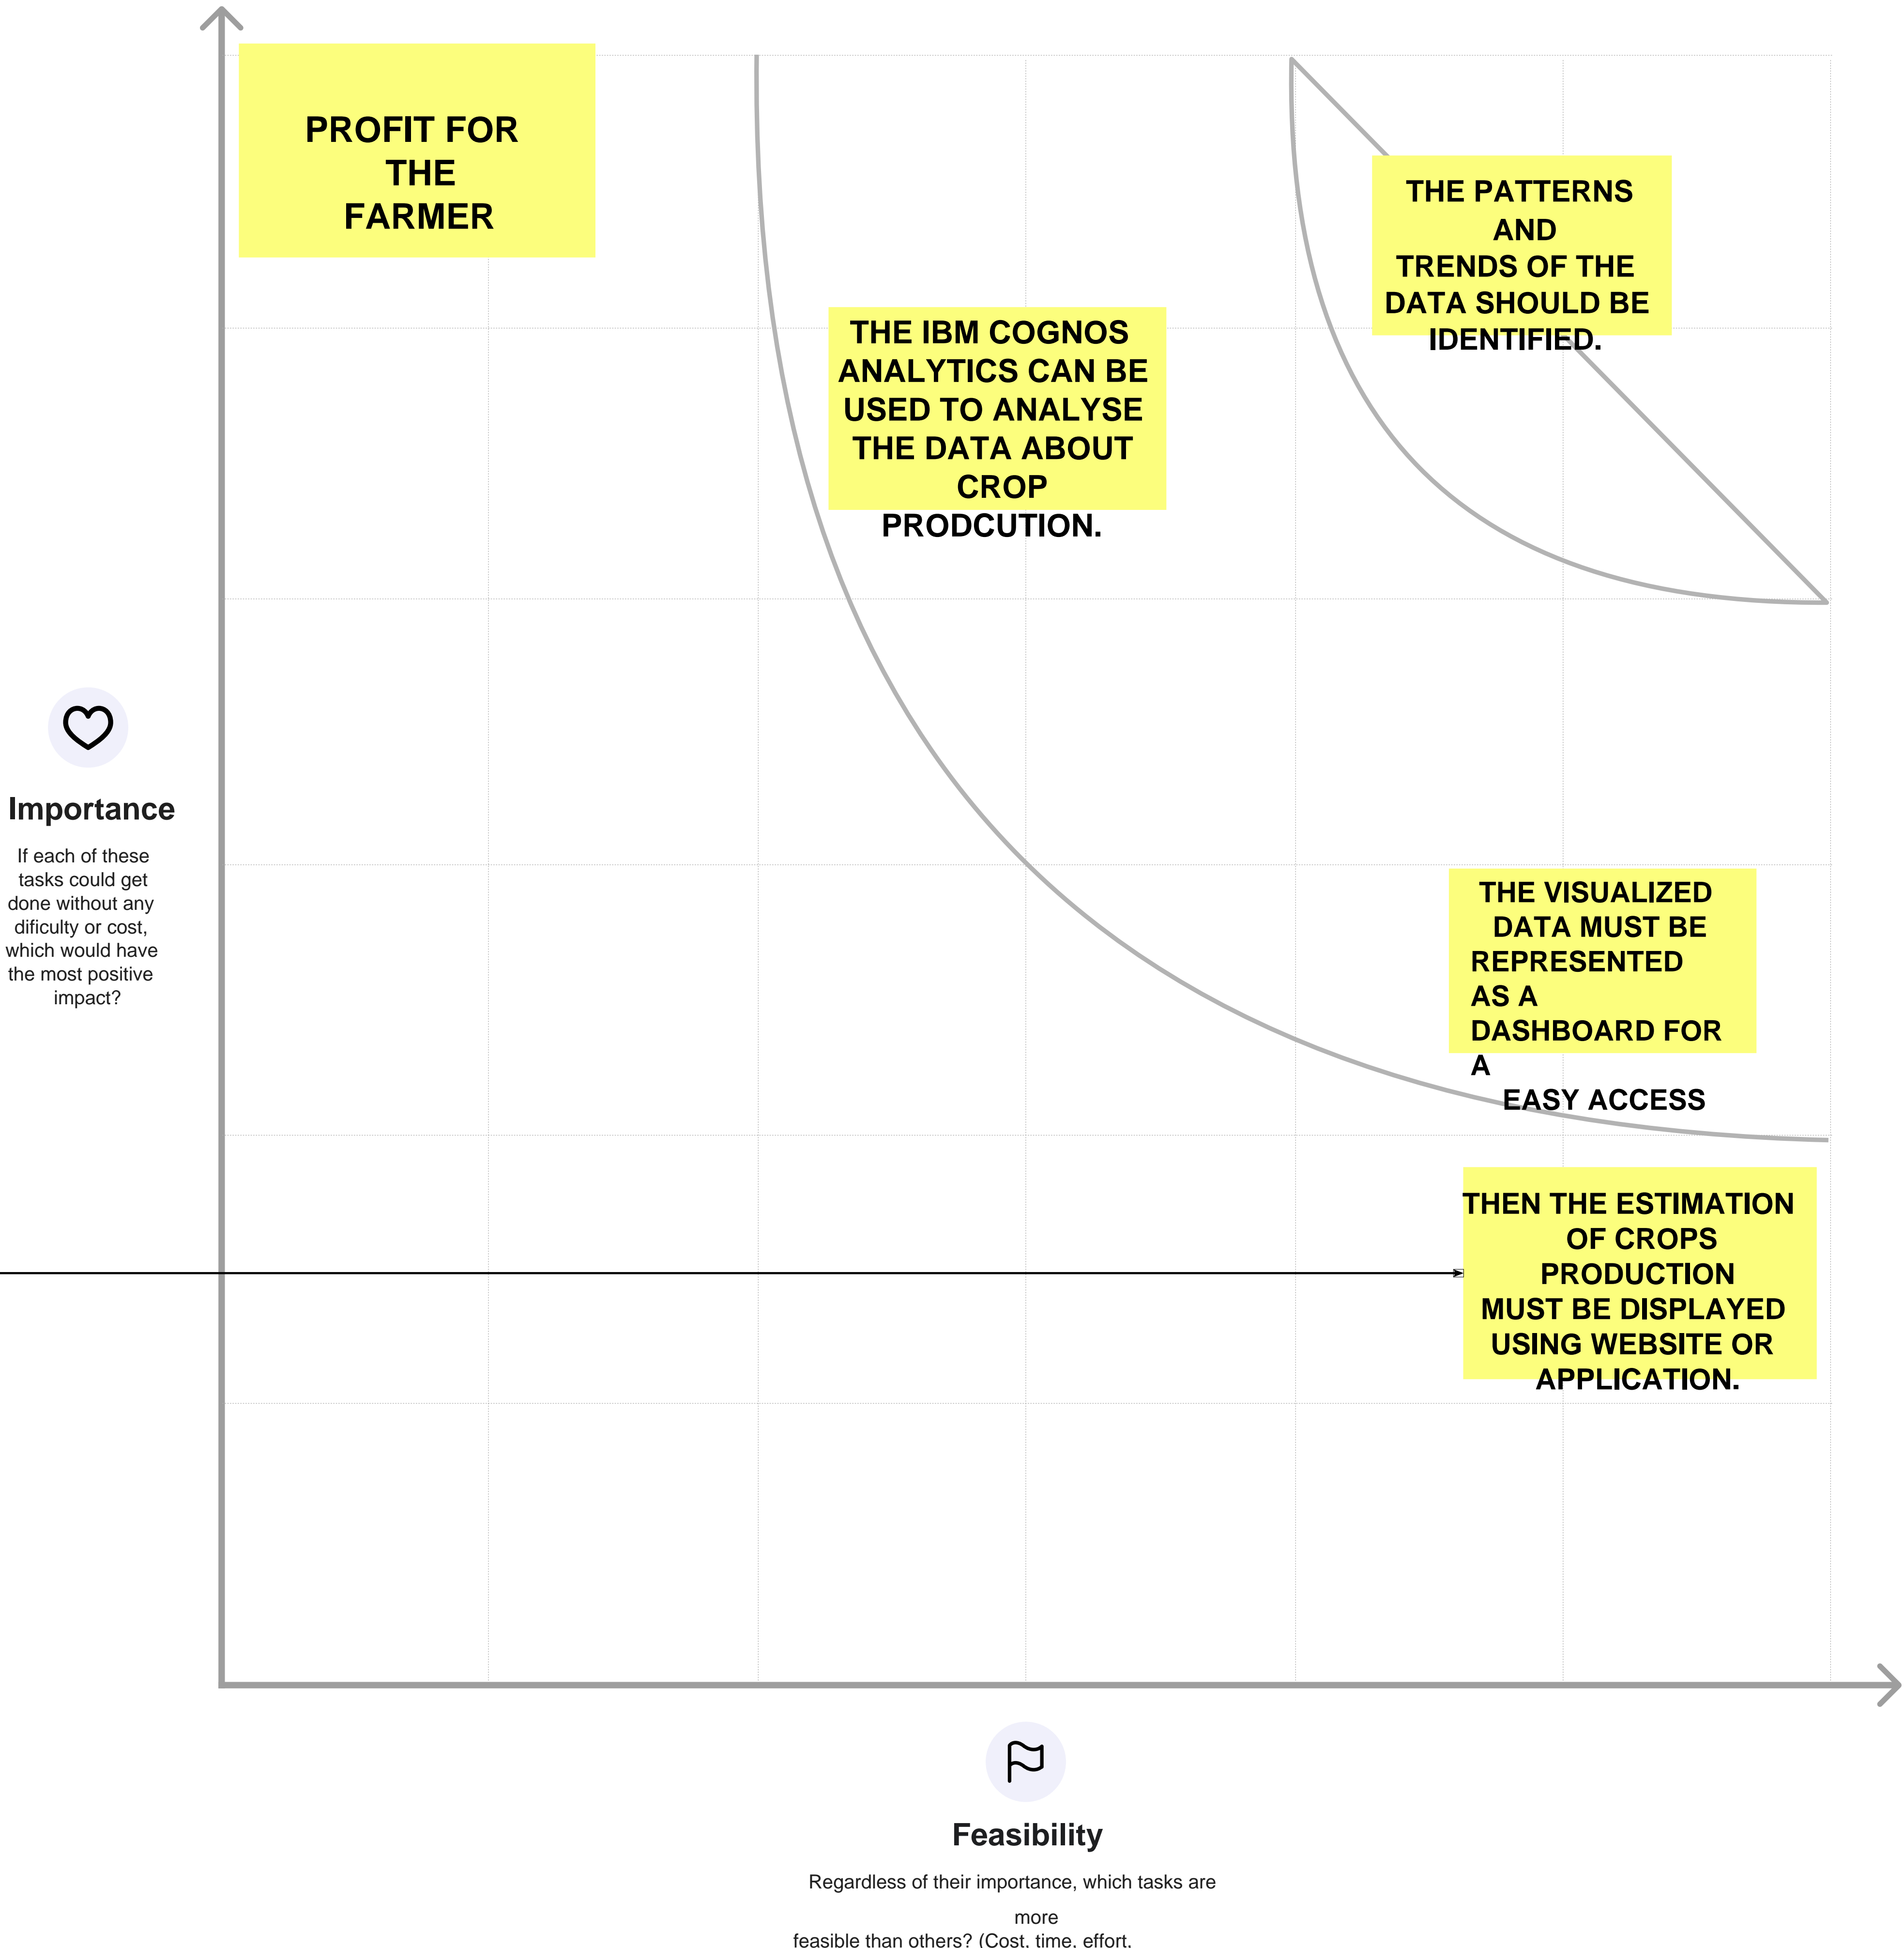 PROFIT FOR
THE
FARMER
THE PATTERNS
AND
TRENDS OF THE
DATA SHOULD BE
IDENTIFIED.
THE IBM COGNOS
ANALYTICS CAN BE
USED TO ANALYSE
THE DATA ABOUT
CROP
PRODCUTION.
Importance
If each of these
tasks could get
done without any
dificulty or cost,
which would have
the most positive
impact?
THE VISUALIZED
DATA MUST BE
REPRESENTED
AS A
DASHBOARD FOR
A
EASY ACCESS
THEN THE ESTIMATION
OF CROPS
PRODUCTION
MUST BE DISPLAYED
USING WEBSITE OR
APPLICATION.
Feasibility
Regardless of their importance, which tasks are
more
feasible than others? (Cost, time, effort,